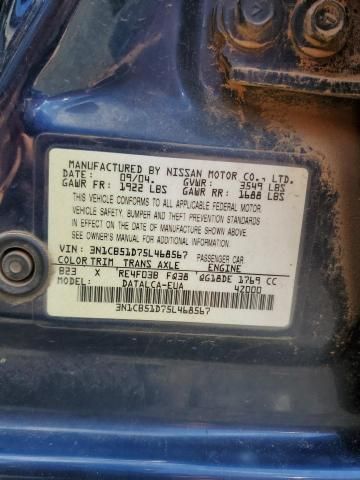 MANUFACTURED BY NISSAN MOTOR CO., LTD.
DATE: 09/04. GVWR: 3549 LBS
GAWR FR: 1922 LBS GAWR RR: 1688 LBS
THIS VEHICLE CONFORMS TO ALL APPLICABLE FEDERAL MOTOR
VEHICLE SAFETY, BUMPER AND THEFT PREVENTION STANDARDS
IN EFFECT ON THE DATE OF MANUFACTURE SHOWN ABOVE.
SEE OWNER'S MANUAL FOR ADDITIONAL INFORMATION
VIN: 3N1CB51D75L468567 PASSENGER CAR
COLOR TRIM TRANS AXLE ENGINE
B23 X RE4F03B FQ38 QG18DE 1769 CC
MODEL: DATALCA-EUA 42000
3N1CB51D75L468567